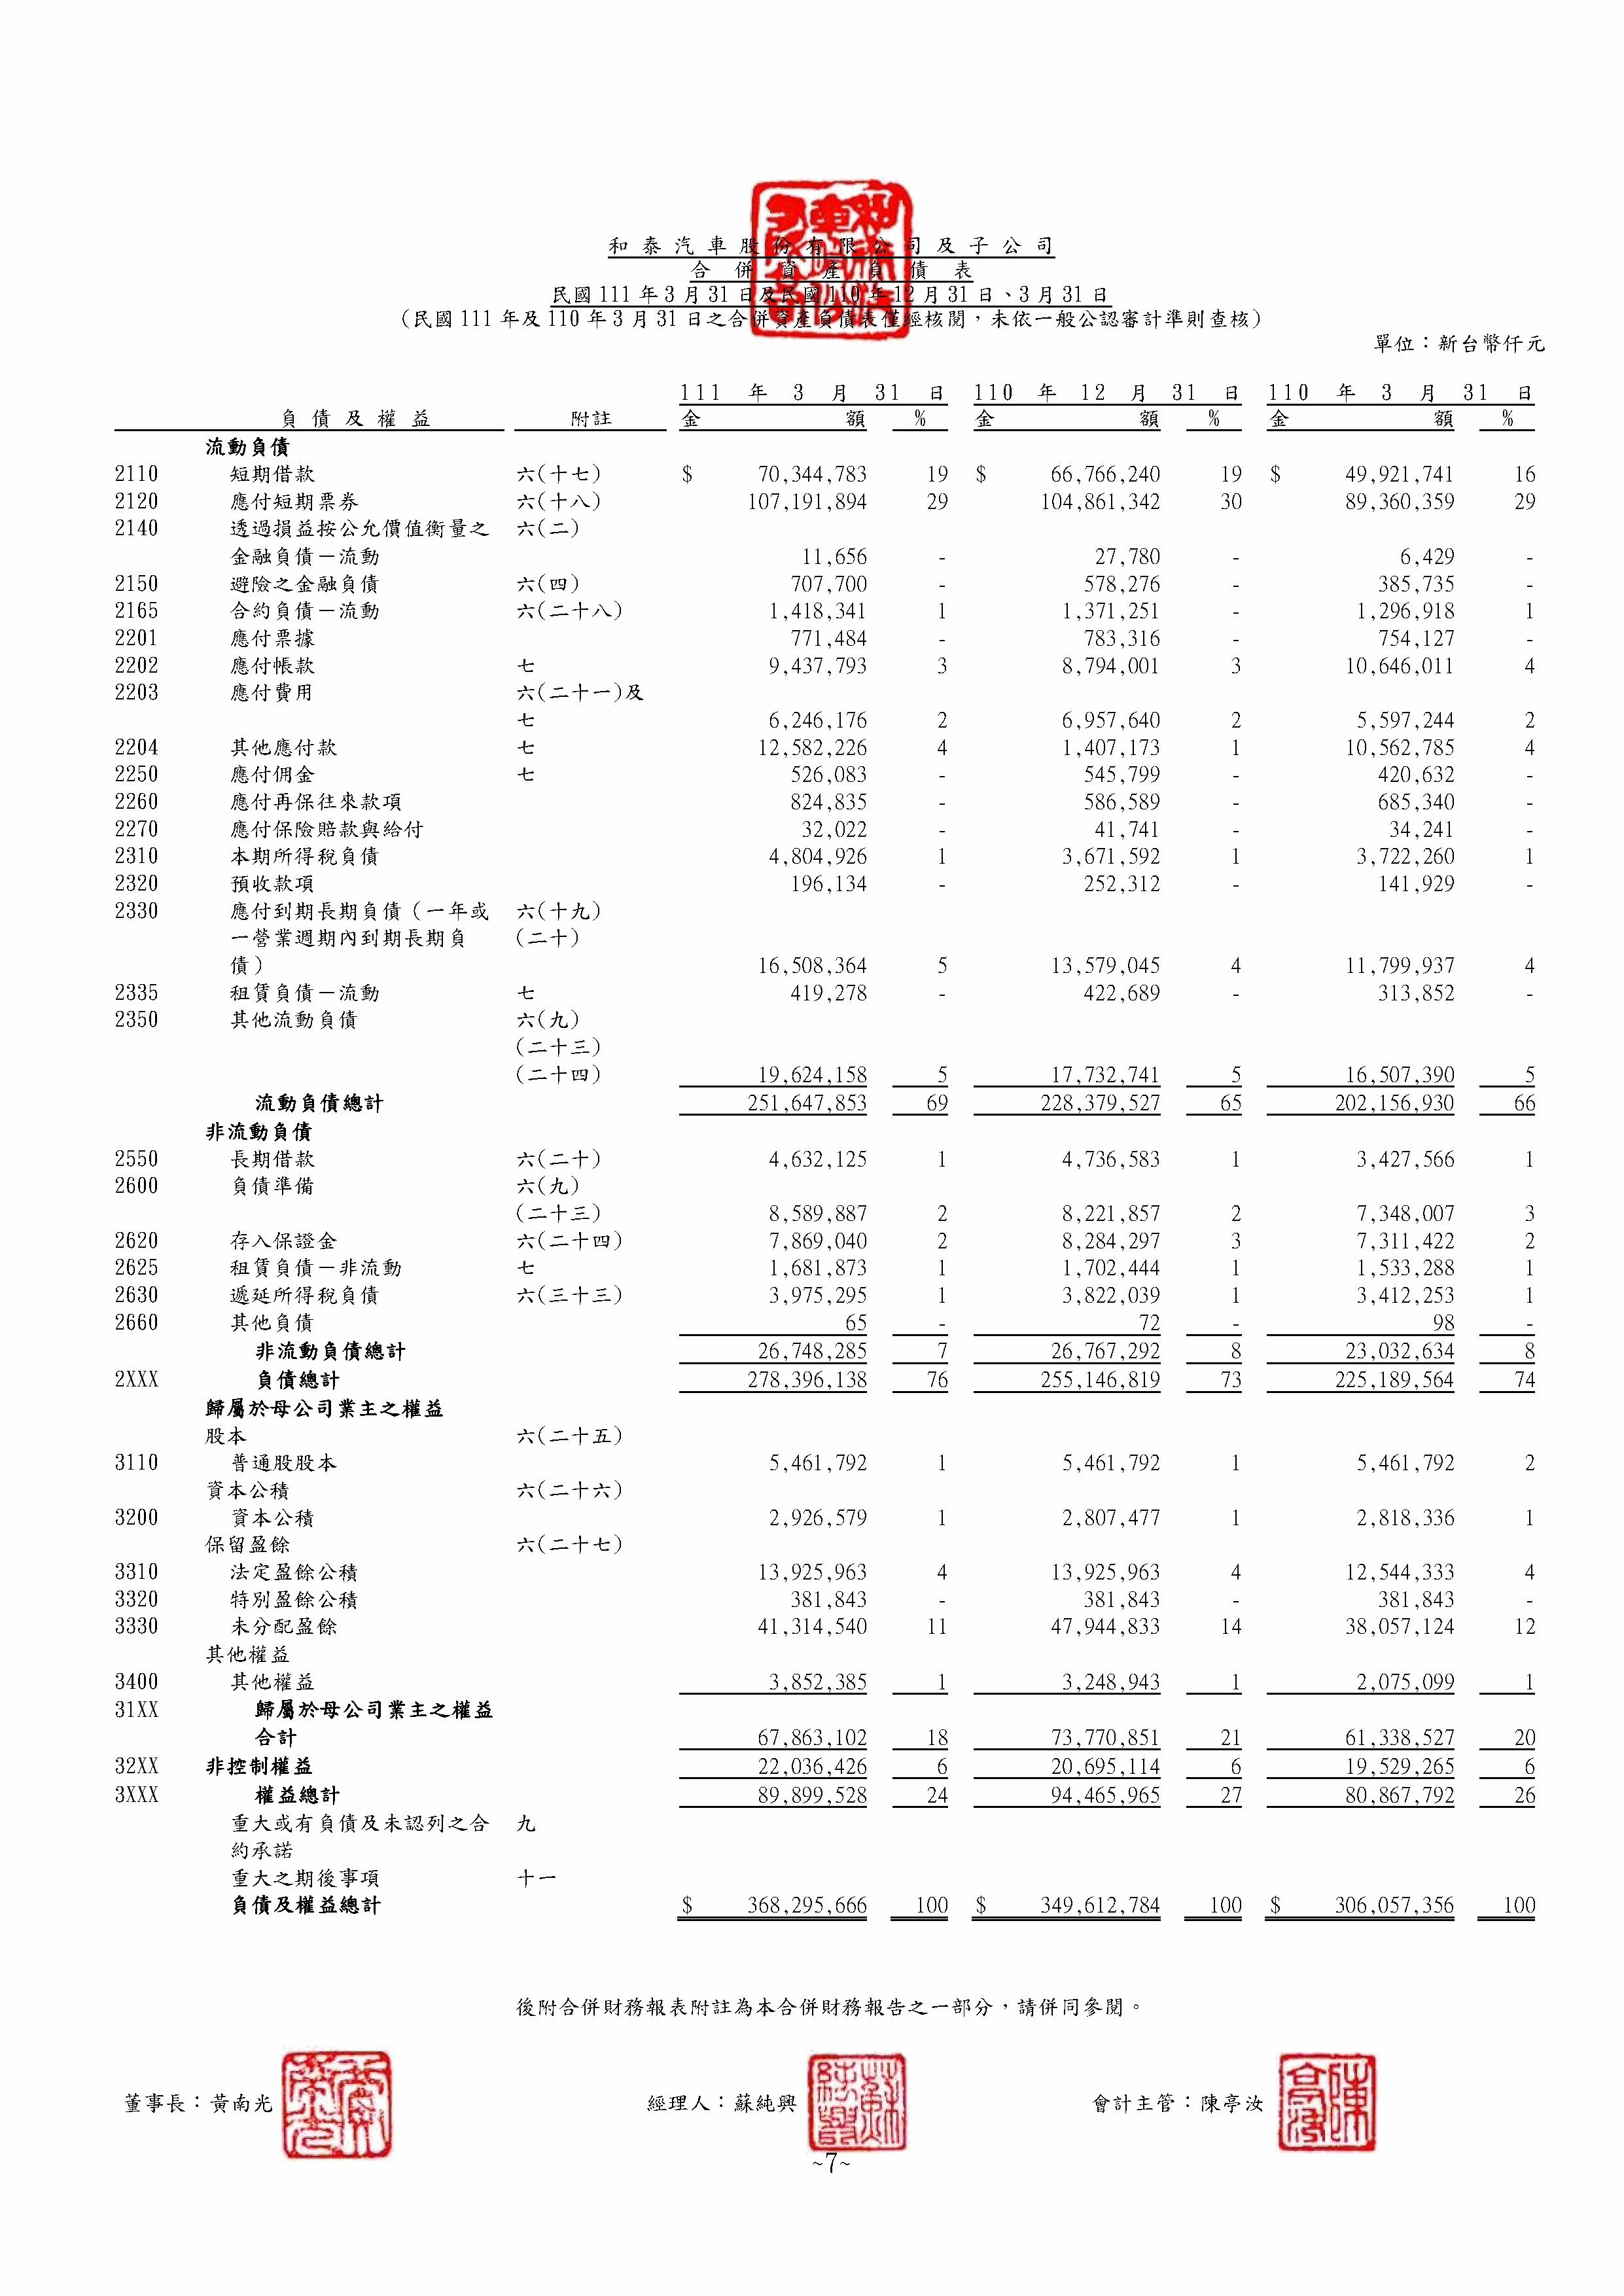 和泰汽車股份有限公司及子公司
合併資產負債表
民國111年3月31日及民國110年12月31日、3月31日
（民國111年及110年3月31日之合併資產負債表僅經核閱，未依一般公認審計準則查核）
單位：新台幣仟元
111年3月31日 110年12月31日 110年3月31日
負債及權益 附註 金額 % 金額 % 金額 %
流動負債
2110 短期借款 六(十七) $ 70,344,783 19 $ 66,766,240 19 $ 49,921,741 16
2120 應付短期票券 六(十八) 107,191,894 29 104,861,342 30 89,360,359 29
2140 透過損益按公允價值衡量之 六(二)
金融負債－流動 11,656 - 27,780 - 6,429 -
2150 避險之金融負債 六(四) 707,700 - 578,276 - 385,735 -
2165 合約負債－流動 六(二十八) 1,418,341 1 1,371,251 - 1,296,918 1
2201 應付票據 771,484 - 783,316 - 754,127 -
2202 應付帳款 七 9,437,793 3 8,794,001 3 10,646,011 4
2203 應付費用 六(二十一)及
七 6,246,176 2 6,957,640 2 5,597,244 2
2204 其他應付款 七 12,582,226 4 1,407,173 1 10,562,785 4
2250 應付佣金 七 526,083 - 545,799 - 420,632 -
2260 應付再保往來款項 824,835 - 586,589 - 685,340 -
2270 應付保險賠款與給付 32,022 - 41,741 - 34,241 -
2310 本期所得稅負債 4,804,926 1 3,671,592 1 3,722,260 1
2320 預收款項 196,134 - 252,312 - 141,929 -
2330 應付到期長期負債（一年或 六(十九)
一營業週期內到期長期負 (二十)
債） 16,508,364 5 13,579,045 4 11,799,937 4
2335 租賃負債－流動 七 419,278 - 422,689 - 313,852 -
2350 其他流動負債 六(九)
(二十三)
(二十四) 19,624,158 5 17,732,741 5 16,507,390 5
流動負債總計 251,647,853 69 228,379,527 65 202,156,930 66
非流動負債
2550 長期借款 六(二十) 4,632,125 1 4,736,583 1 3,427,566 1
2600 負債準備 六(九)
(二十三) 8,589,887 2 8,221,857 2 7,348,007 3
2620 存入保證金 六(二十四) 7,869,040 2 8,284,297 3 7,311,422 2
2625 租賃負債－非流動 七 1,681,873 1 1,702,444 1 1,533,288 1
2630 遞延所得稅負債 六(三十三) 3,975,295 1 3,822,039 1 3,412,253 1
2660 其他負債 65 - 72 - 98 -
非流動負債總計 26,748,285 7 26,767,292 8 23,032,634 8
2XXX 負債總計 278,396,138 76 255,146,819 73 225,189,564 74
歸屬於母公司業主之權益
股本 六(二十五)
3110 普通股股本 5,461,792 1 5,461,792 1 5,461,792 2
資本公積 六(二十六)
3200 資本公積 2,926,579 1 2,807,477 1 2,818,336 1
保留盈餘 六(二十七)
3310 法定盈餘公積 13,925,963 4 13,925,963 4 12,544,333 4
3320 特別盈餘公積 381,843 - 381,843 - 381,843 -
3330 未分配盈餘 41,314,540 11 47,944,833 14 38,057,124 12
其他權益
3400 其他權益 3,852,385 1 3,248,943 1 2,075,099 1
31XX 歸屬於母公司業主之權益
合計 67,863,102 18 73,770,851 21 61,338,527 20
32XX 非控制權益 22,036,426 6 20,695,114 6 19,529,265 6
3XXX 權益總計 89,899,528 24 94,465,965 27 80,867,792 26
重大或有負債及未認列之合 九
約承諾
重大之期後事項 十一
負債及權益總計 $ 368,295,666 100 $ 349,612,784 100 $ 306,057,356 100
後附合併財務報表附註為本合併財務報告之一部分，請併同參閱。
董事長：黃南光 經理人：蘇純興 會計主管：陳亭汝
~7~